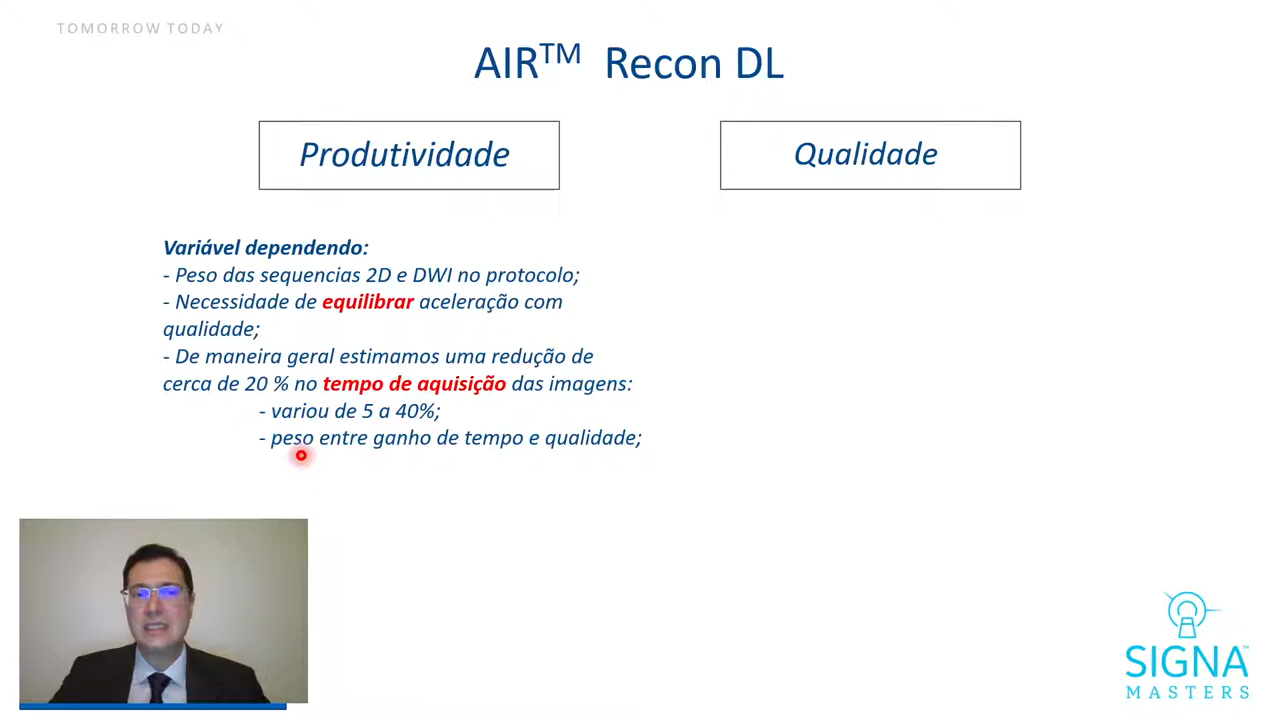 TOMORROW TODAY
AIR™ Recon DL
Produtividade
Qualidade
Variável dependendo:
- Peso das sequencias 2D e DWI no protocolo;
- Necessidade de equilibrar aceleração com
qualidade;
- De maneira geral estimamos uma redução de
cerca de 20 % no tempo de aquisição das imagens:
- variou de 5 a 40%;
- peso entre ganho de tempo e qualidade;
SIGNA™
MASTERS